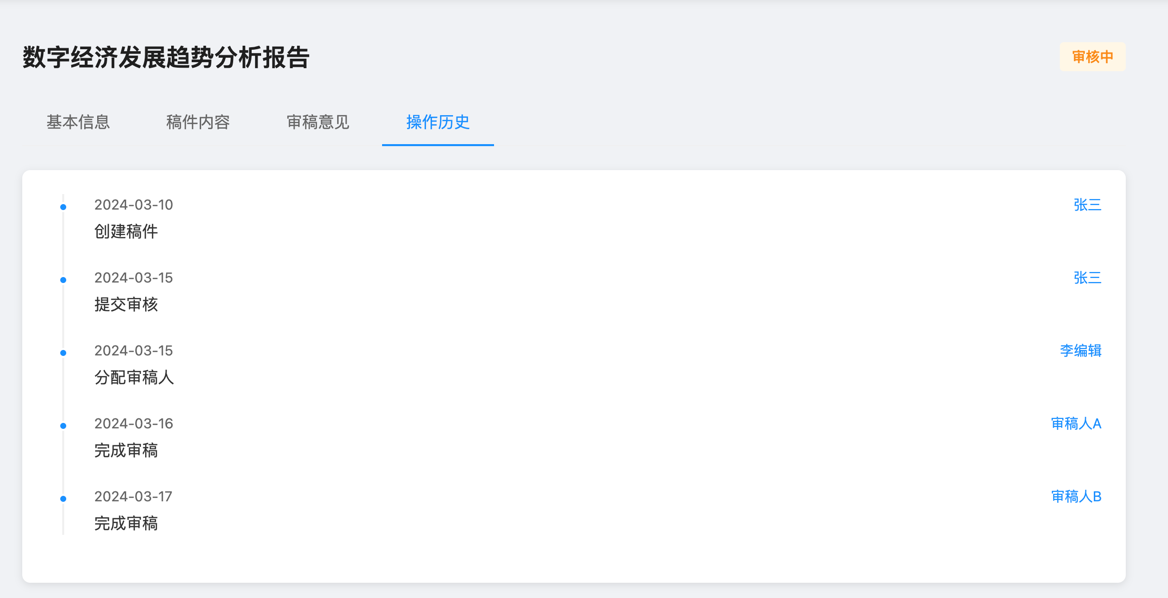 数字经济发展趋势分析报告
审核中
基本信息
稿件内容
审稿意见
操作历史
2024-03-10
张三
创建稿件
2024-03-15
张三
提交审核
2024-03-15
李编辑
分配审稿人
2024-03-16
审稿人A
完成审稿
2024-03-17
审稿人B
完成审稿